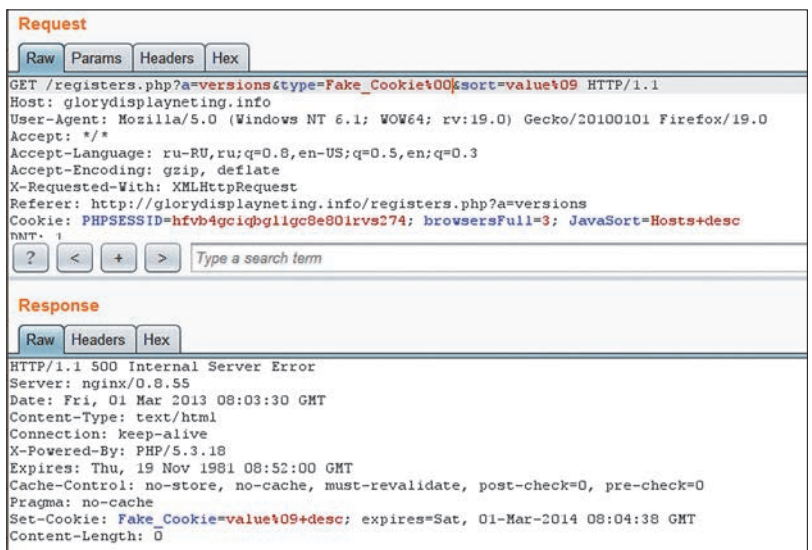 Request
Raw Params Headers Hex
GET /registers.php?a=versions&type=Fake_Cookie%00&sort=value%09 HTTP/1.1
Host: glorydisplayneting.info
User-Agent: Mozilla/5.0 (Windows NT 6.1; WOW64; rv:19.0) Gecko/20100101 Firefox/19.0
Accept: */*
Accept-Language: ru-RU,ru;q=0.8,en-US;q=0.5,en;q=0.3
Accept-Encoding: gzip, deflate
X-Requested-With: XMLHttpRequest
Referer: http://glorydisplayneting.info/registers.php?a=versions
Cookie: PHPSESSID=hfvb4gciqbgl1gc8e801rvs274; browsersFull=3; JavaSort=Hosts+desc
DNT: 1
? < + > Type a search term
Response
Raw Headers Hex
HTTP/1.1 500 Internal Server Error
Server: nginx/0.8.55
Date: Fri, 01 Mar 2013 08:03:30 GMT
Content-Type: text/html
Connection: keep-alive
X-Powered-By: PHP/5.3.18
Expires: Thu, 19 Nov 1981 08:52:00 GMT
Cache-Control: no-store, no-cache, must-revalidate, post-check=0, pre-check=0
Pragma: no-cache
Set-Cookie: Fake_Cookie=value%09+desc; expires=Sat, 01-Mar-2014 08:04:38 GMT
Content-Length: 0